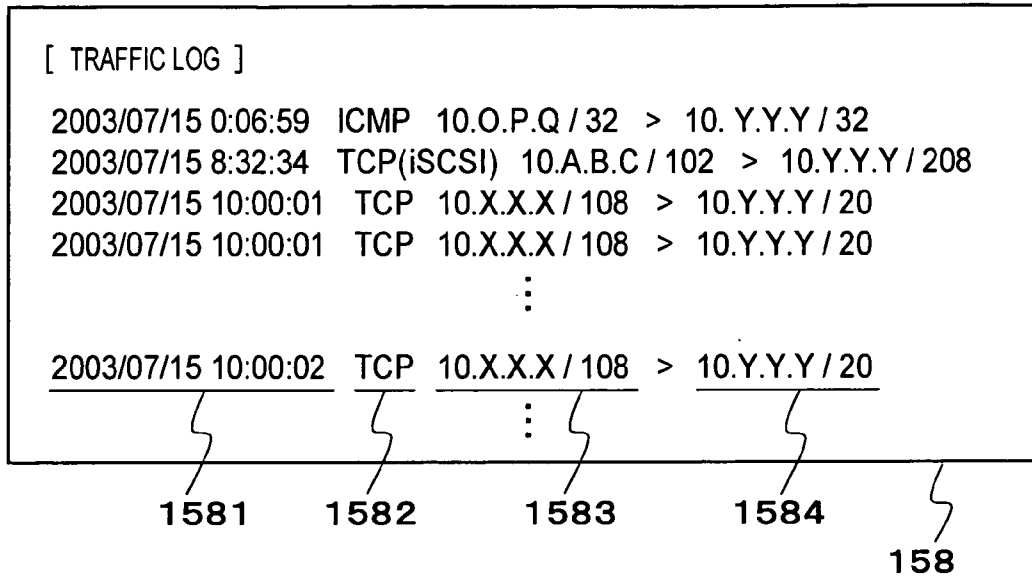 [ TRAFFIC LOG ]
2003/07/15 0:06:59 ICMP 10.O.P.Q / 32 > 10. Y.Y.Y / 32
2003/07/15 8:32:34 TCP(iSCSI) 10.A.B.C / 102 > 10.Y.Y.Y / 208
2003/07/15 10:00:01 TCP 10.X.X.X / 108 > 10.Y.Y.Y / 20
2003/07/15 10:00:01 TCP 10.X.X.X / 108 > 10.Y.Y.Y / 20
⋮
2003/07/15 10:00:02 TCP 10.X.X.X / 108 > 10.Y.Y.Y / 20
⋮
1581 1582 1583 1584
158